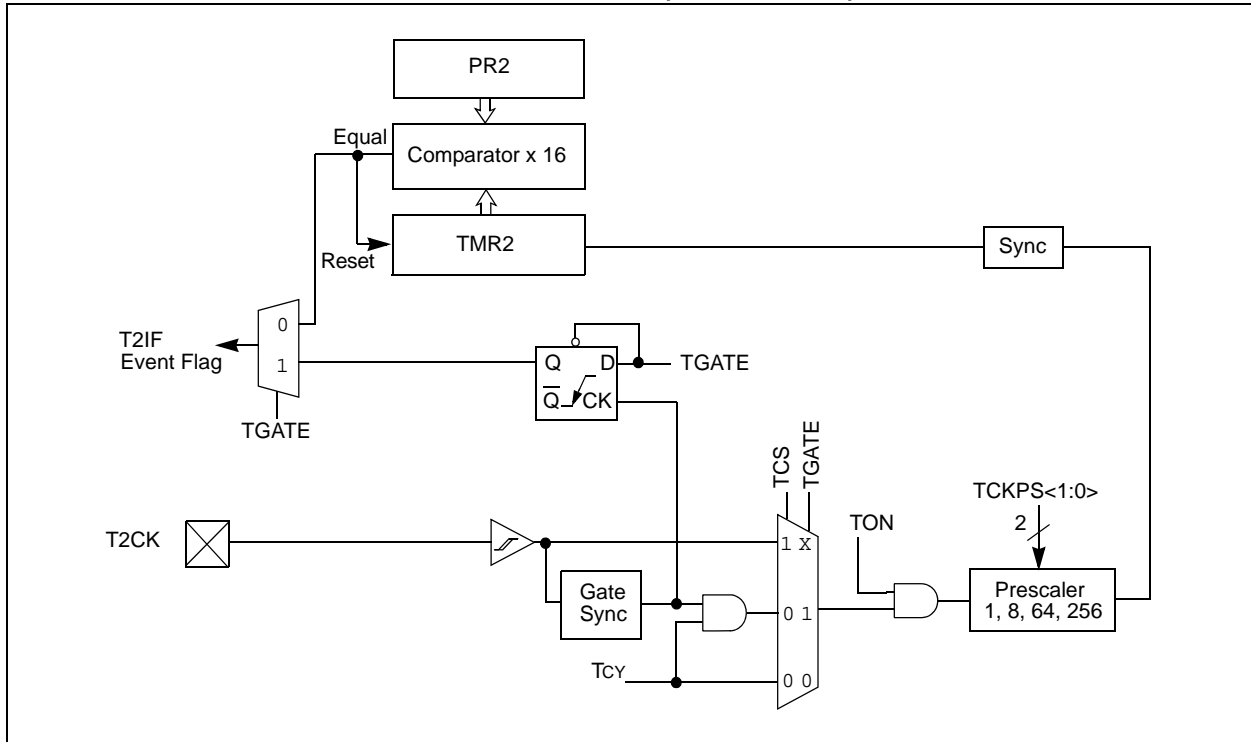 PR2
Equal
Comparator x 16
Reset
TMR2
Sync
T2IF
Event Flag
0
1
TGATE
Q
D
Q̅
CK
TGATE
TCS
TGATE
TCKPS<1:0>
2
TON
T2CK
1 X
Gate
Sync
0 1
Prescaler
1, 8, 64, 256
TCY
0 0